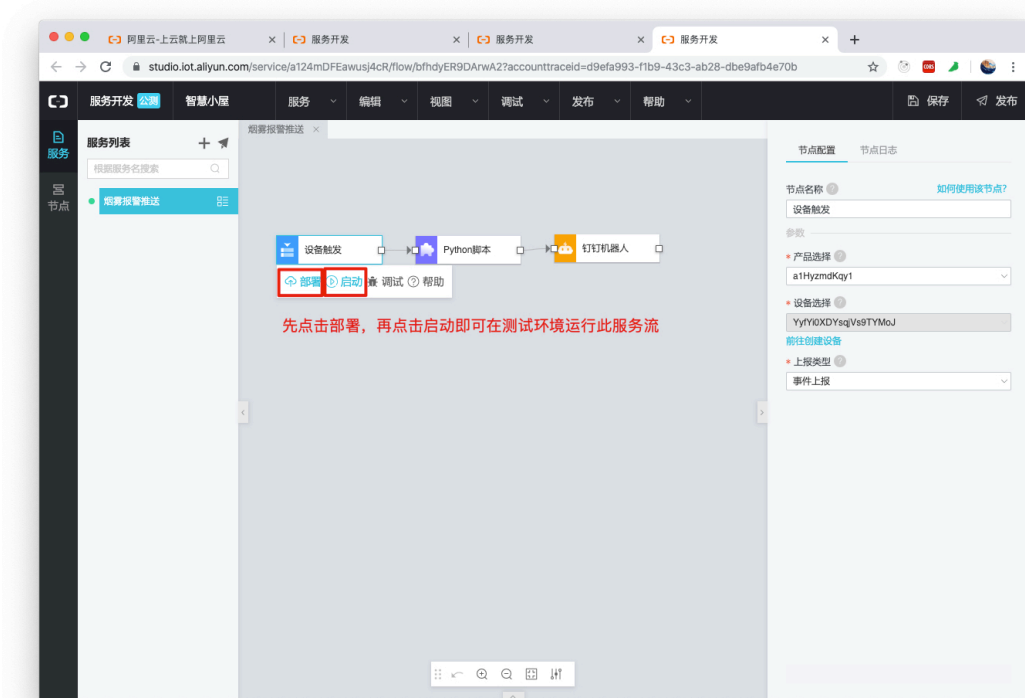 阿里云-上云就上阿里云
服务开发
服务开发
服务开发
studio.iot.aliyun.com/service/a124mDFEawusj4cR/flow/bfhdyER9DArwA2?accounttraceid=d9efa993-f1b9-43c3-ab28-dbe9afb4e70b
服务开发 公测 智慧小屋 服务 编辑 视图 调试 发布 帮助 保存 发布
服务
节点
服务列表
根据服务名搜索
烟雾报警推送
烟雾报警推送
设备触发
Python脚本
钉钉机器人
部署 启动 调试 帮助
先点击部署，再点击启动即可在测试环境运行此服务流
节点配置 节点日志
节点名称 如何使用该节点?
设备触发
参数
* 产品选择
a1HyzmdKqy1
* 设备选择
YyfYi0XDYsqjVs9TYMoJ
前往创建设备
* 上报类型
事件上报